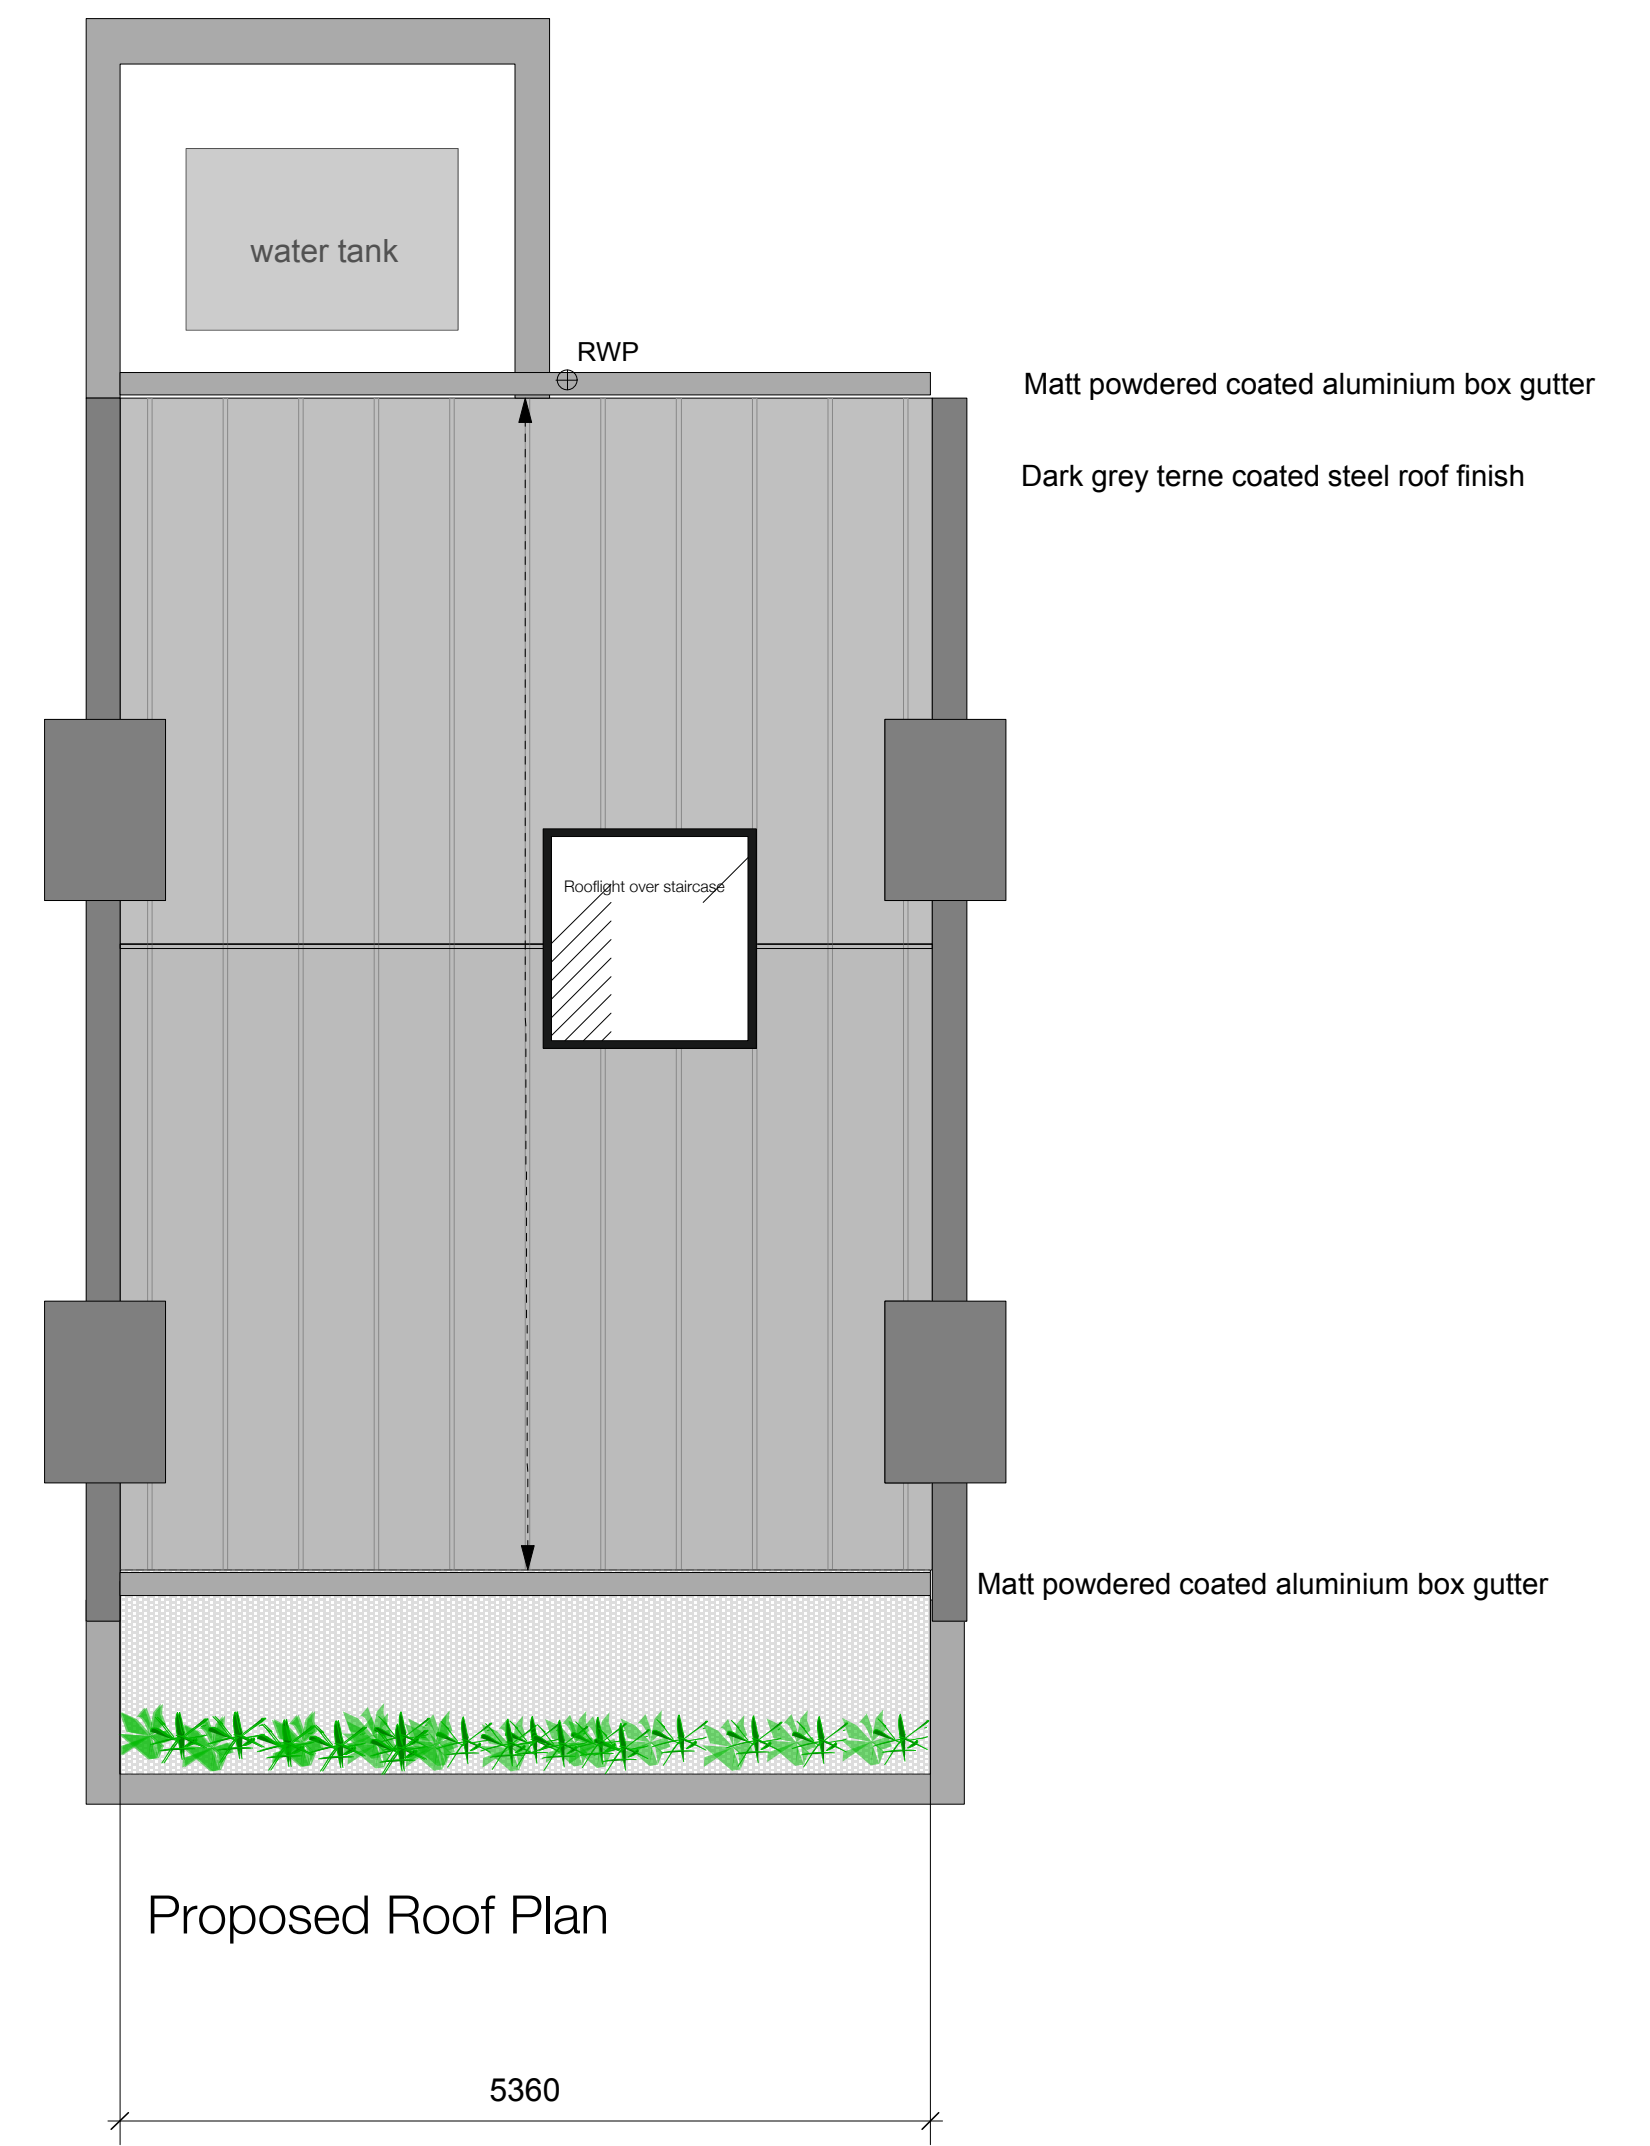 water tank
RWP
Matt powdered coated aluminium box gutter
Dark grey terne coated steel roof finish
Rooflight over staircase
Matt powdered coated aluminium box gutter
Proposed Roof Plan
5360